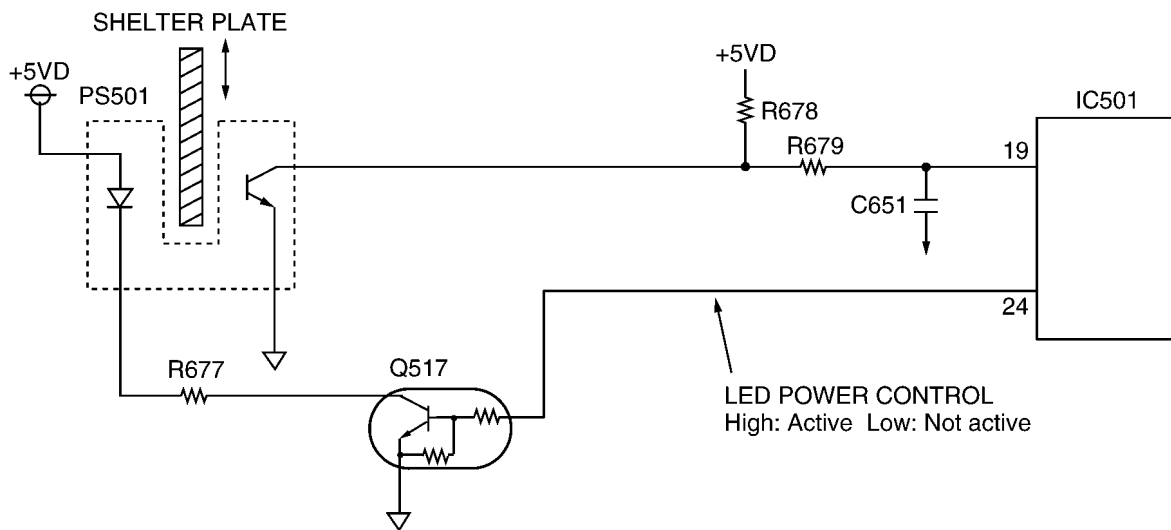 SHELTER PLATE
+5VD
PS501
+5VD
R678
IC501
R679
19
C651
24
R677
Q517
LED POWER CONTROL
High: Active Low: Not active